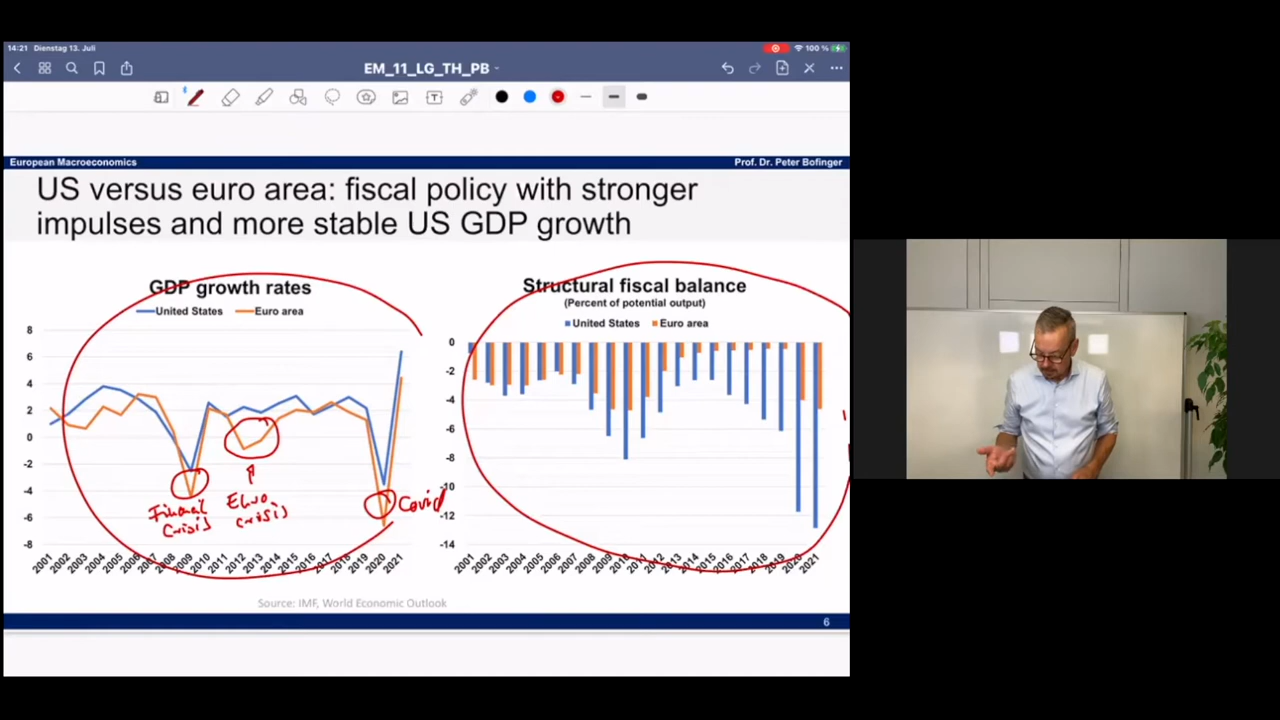 14:21 Dienstag 13. Juli
100 %
EM_11_LG_TH_PB
European Macroeconomics
Prof. Dr. Peter Bofinger
US versus euro area: fiscal policy with stronger
impulses and more stable US GDP growth
GDP growth rates
United States Euro area
8
6
4
2
0
-2
-4
-6
-8
2001 2002 2003 2004 2005 2006 2007 2008 2009 2010 2011 2012 2013 2014 2015 2016 2017 2018 2019 2020 2021
Financial
crisis
Euro
crisis
Covid
Structural fiscal balance
(Percent of potential output)
United States Euro area
0
-2
-4
-6
-8
-10
-12
-14
2001 2002 2003 2004 2005 2006 2007 2008 2009 2010 2011 2012 2013 2014 2015 2016 2017 2018 2019 2020 2021
Source: IMF, World Economic Outlook
6